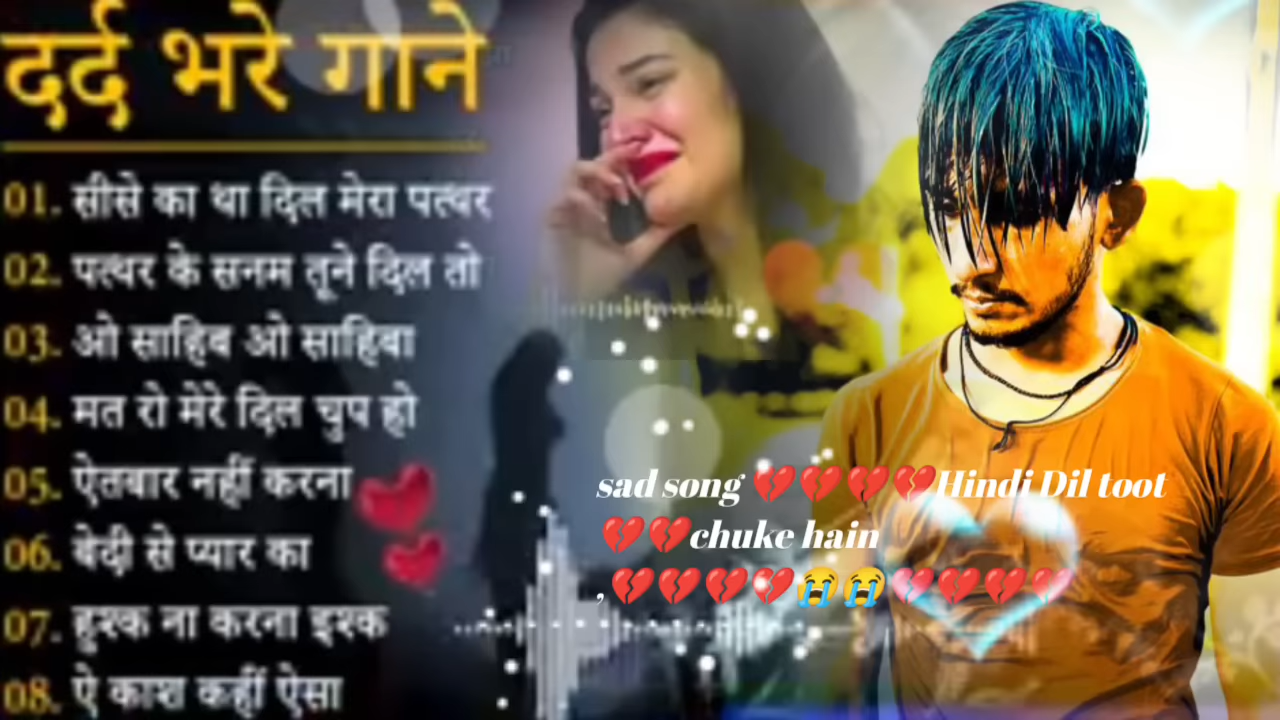 दर्द भरे गाने
01. सीसे का था दिल मेरा पत्थर
02. पत्थर के सनम तूने दिल तो
03. ओ साहिब ओ साहिबा
04. मत रो मेरे दिल चुप हो
05. ऐतबार नहीं करना
06. बेदी से प्यार का
07. हुश्क ना करना इश्क
08. ऐ काश कहीं ऐसा
sad song 💔💔💔💔Hindi Dil toot
💔💔chuke hain
,💔💔💔💔😭😭💔💔💔💔